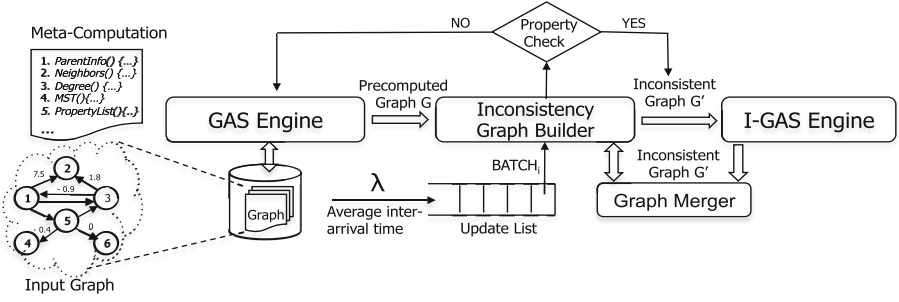 Meta-Computation
1. ParentInfo() {...}
2. Neighbors() {...}
3. Degree() {...}
4. MST(){...}
5. PropertyList(){..}
...
NO
Property
Check
YES
GAS Engine
Precomputed
Graph G
Inconsistency
Graph Builder
Inconsistent
Graph G'
I-GAS Engine
BATCHi
Inconsistent
Graph G'
Graph Merger
Graph
λ
Average inter-
arrival time
Update List
7.5
2
1.8
- 0.9
1
3
5
- 0.4
0
4
6
Input Graph